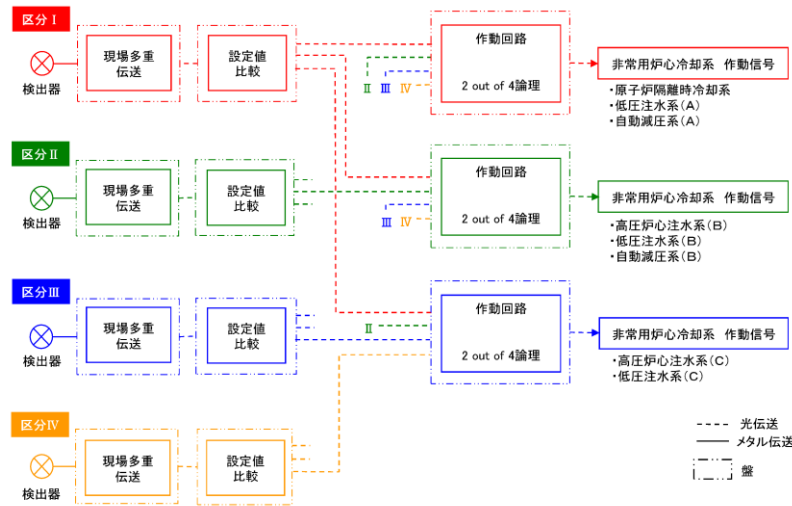 区分Ⅰ
検出器
現場多重
伝送
設定値
比較
Ⅱ Ⅲ Ⅳ
作動回路
2 out of 4論理
非常用炉心冷却系 作動信号
・原子炉隔離時冷却系
・低圧注水系(A)
・自動減圧系(A)
区分Ⅱ
検出器
現場多重
伝送
設定値
比較
Ⅲ Ⅳ
作動回路
2 out of 4論理
非常用炉心冷却系 作動信号
・高圧炉心注水系(B)
・低圧注水系(B)
・自動減圧系(B)
区分Ⅲ
検出器
現場多重
伝送
設定値
比較
Ⅱ
作動回路
2 out of 4論理
非常用炉心冷却系 作動信号
・高圧炉心注水系(C)
・低圧注水系(C)
区分Ⅳ
検出器
現場多重
伝送
設定値
比較
光伝送
メタル伝送
盤